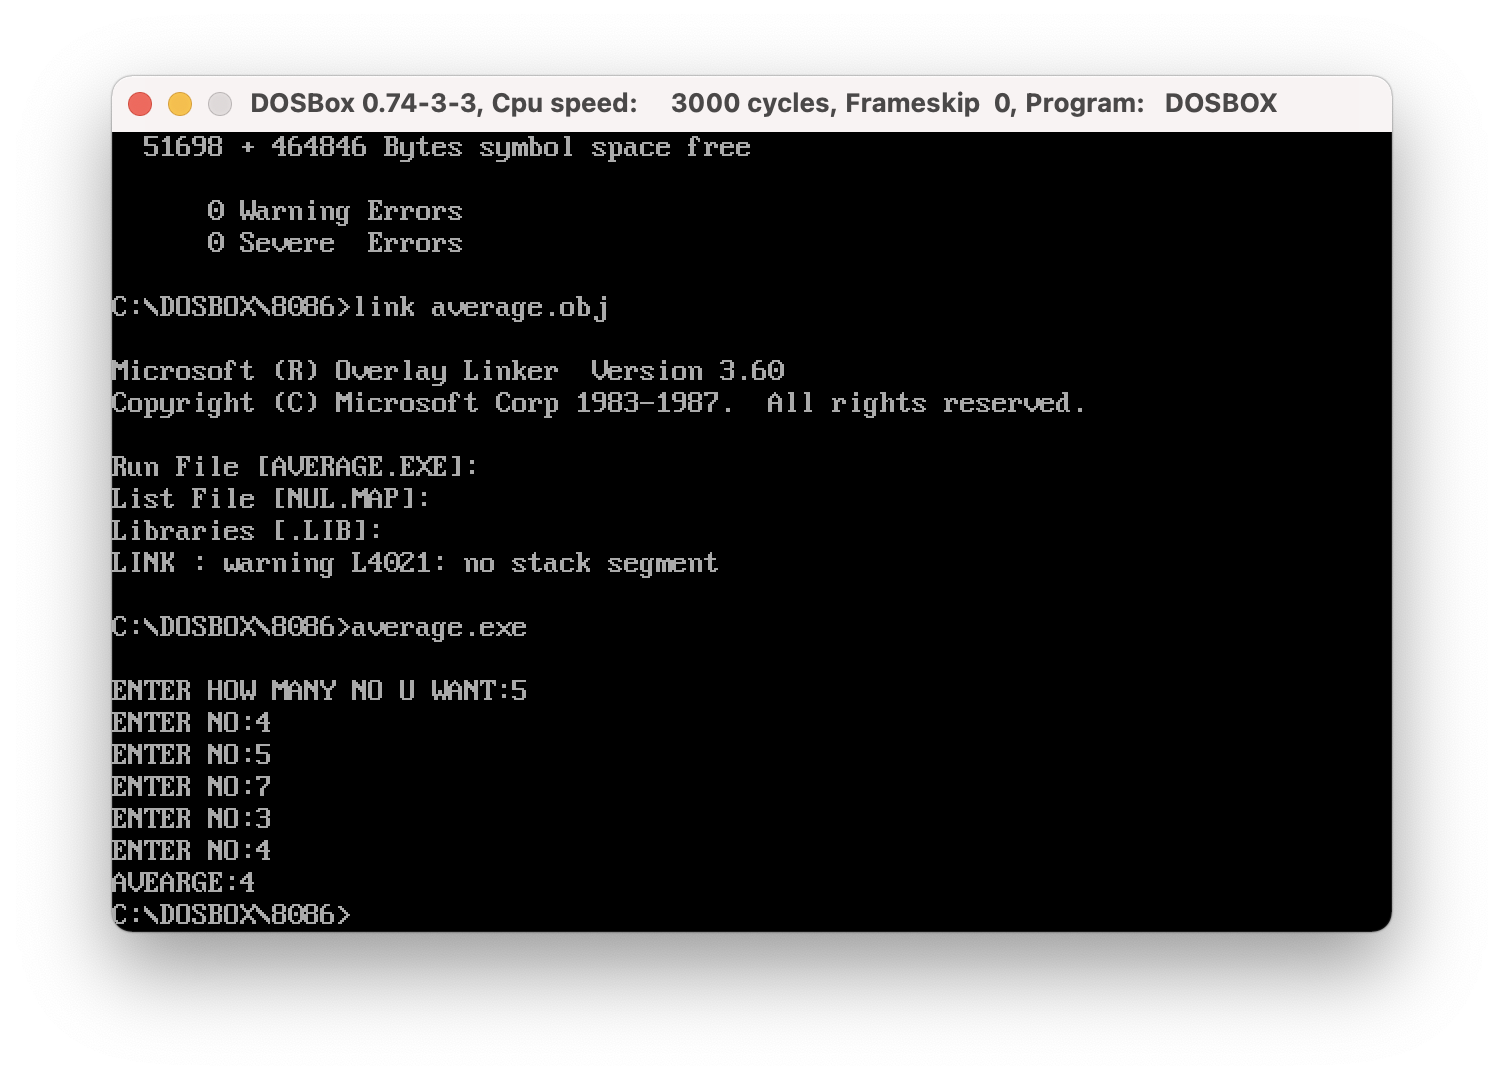 DOSBox 0.74-3-3, Cpu speed:    3000 cycles, Frameskip  0, Program:   DOSBOX
  51698 + 464846 Bytes symbol space free
      0 Warning Errors
      0 Severe  Errors
C:\DOSBOX\8086>link average.obj
Microsoft (R) Overlay Linker  Version 3.60
Copyright (C) Microsoft Corp 1983-1987.  All rights reserved.
Run File [AVERAGE.EXE]:
List File [NUL.MAP]:
Libraries [.LIB]:
LINK : warning L4021: no stack segment
C:\DOSBOX\8086>average.exe
ENTER HOW MANY NO U WANT:5
ENTER NO:4
ENTER NO:5
ENTER NO:7
ENTER NO:3
ENTER NO:4
AVEARGE:4
C:\DOSBOX\8086>